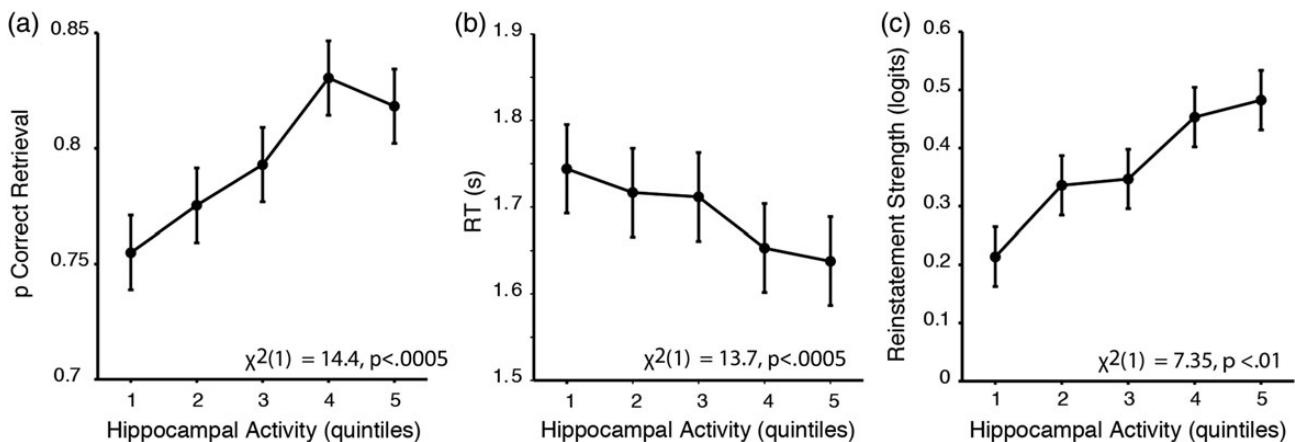 (a)
p Correct Retrieval
0.85
0.8
0.75
0.7
χ2(1) = 14.4, p<.0005
1 2 3 4 5
Hippocampal Activity (quintiles)
(b)
RT (s)
1.9
1.8
1.7
1.6
1.5
χ2(1) = 13.7, p<.0005
1 2 3 4 5
Hippocampal Activity (quintiles)
(c)
Reinstatement Strength (logits)
0.6
0.5
0.4
0.3
0.2
0.1
0
χ2(1) = 7.35, p <.01
1 2 3 4 5
Hippocampal Activity (quintiles)